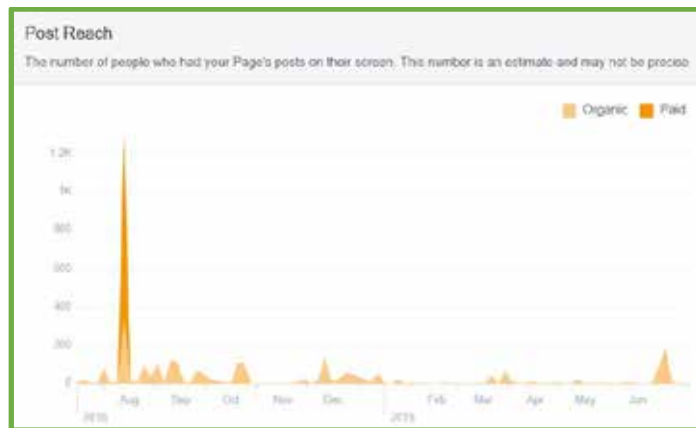 Post Reach
The number of people who had your Page's posts on their screen. This number is an estimate and may not be precise
Organic Paid
1.2K
1K
800
600
400
200
0
Aug Sep Oct Nov Dec Feb Mar Apr May Jun